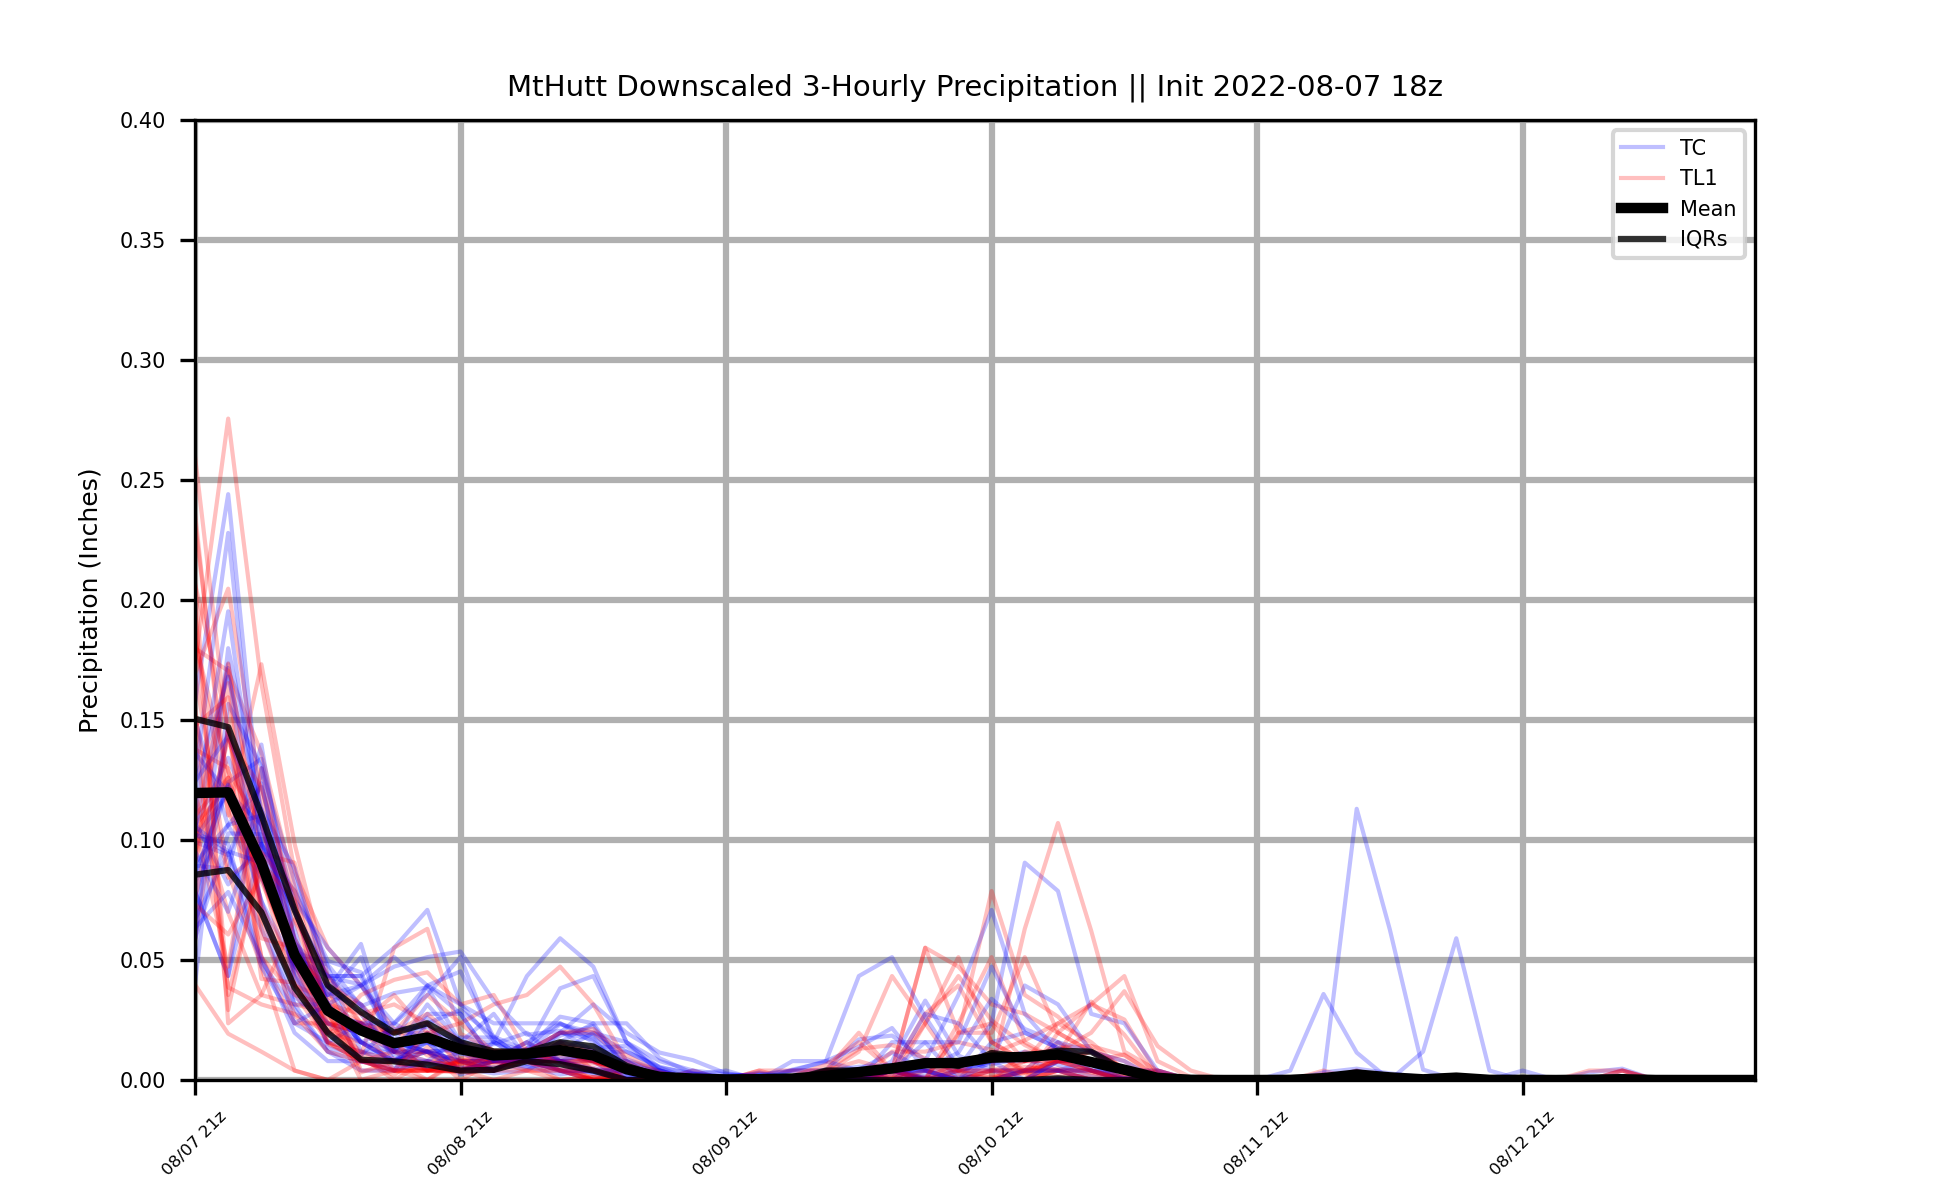 MtHutt Downscaled 3-Hourly Precipitation || Init 2022-08-07 18z
Precipitation (Inches)
0.40
0.35
0.30
0.25
0.20
0.15
0.10
0.05
0.00
TC
TL1
Mean
IQRs
08/07 21z
08/08 21z
08/09 21z
08/10 21z
08/11 21z
08/12 21z